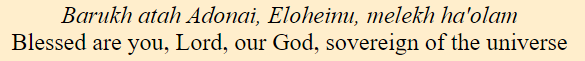 Barukh atah Adonai, Eloheinu, melekh ha'olam
Blessed are you, Lord, our God, sovereign of the universe